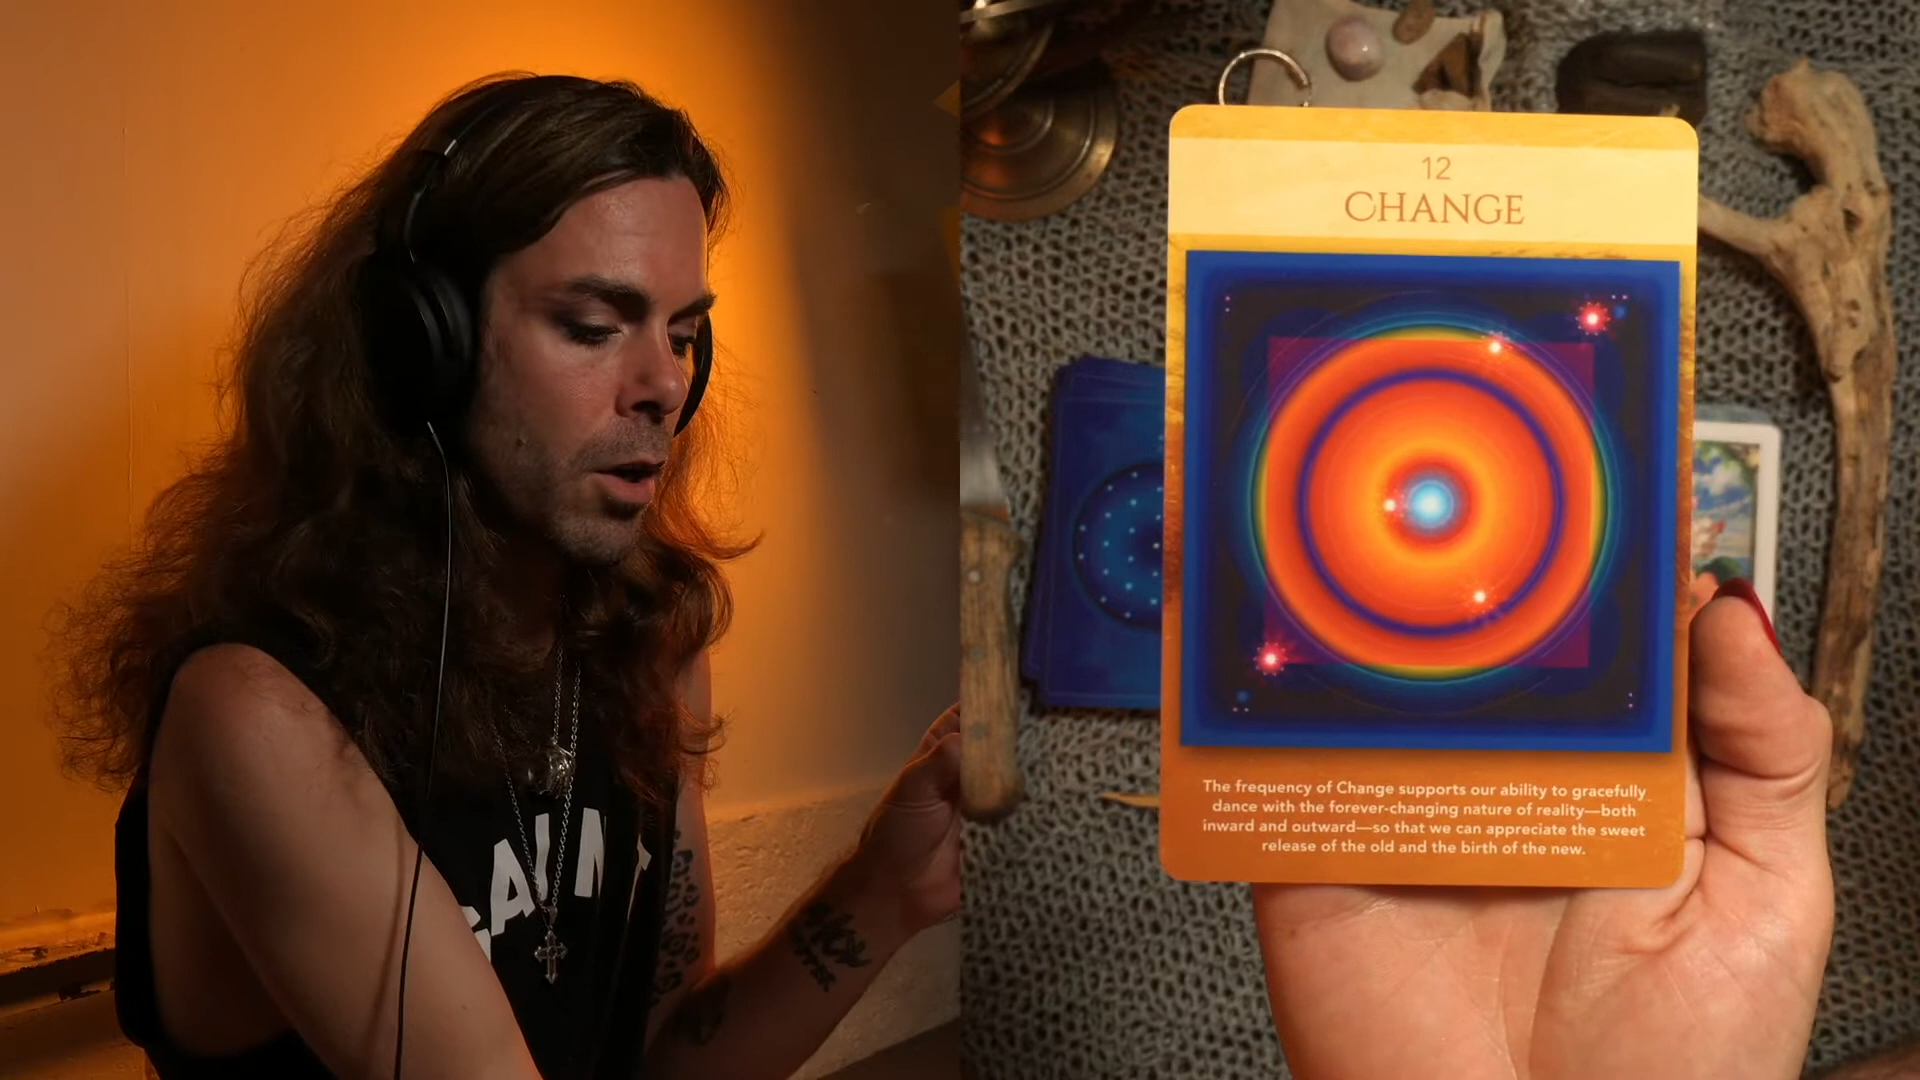 SAINT
12
CHANGE
The frequency of Change supports our ability to gracefully
dance with the forever-changing nature of reality—both
inward and outward—so that we can appreciate the sweet
release of the old and the birth of the new.